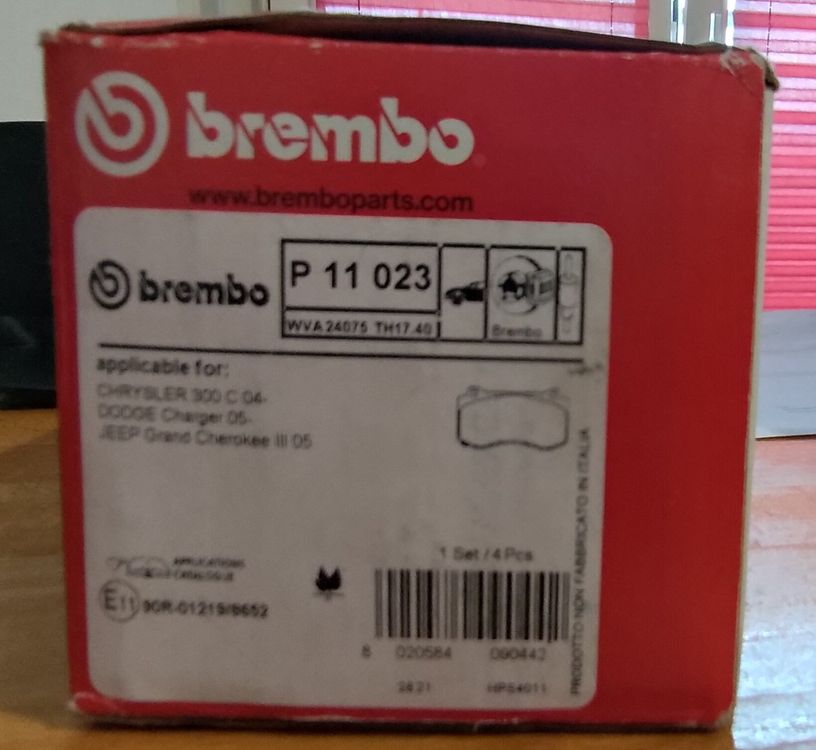 brembo
www.bremboparts.com
brembo
P 11 023
WVA 24075 TH17.40
Brembo
applicable for:
CHRYSLER 300 C 04-
DODGE Charger 05-
JEEP Grand Cherokee III 05
1 Set / 4 Pcs
APPLICATIONS
CATALOGUE
E11 90R-01219/8652
8 020584 090442
PRODOTTO NON FABBRICATO IN ITALIA